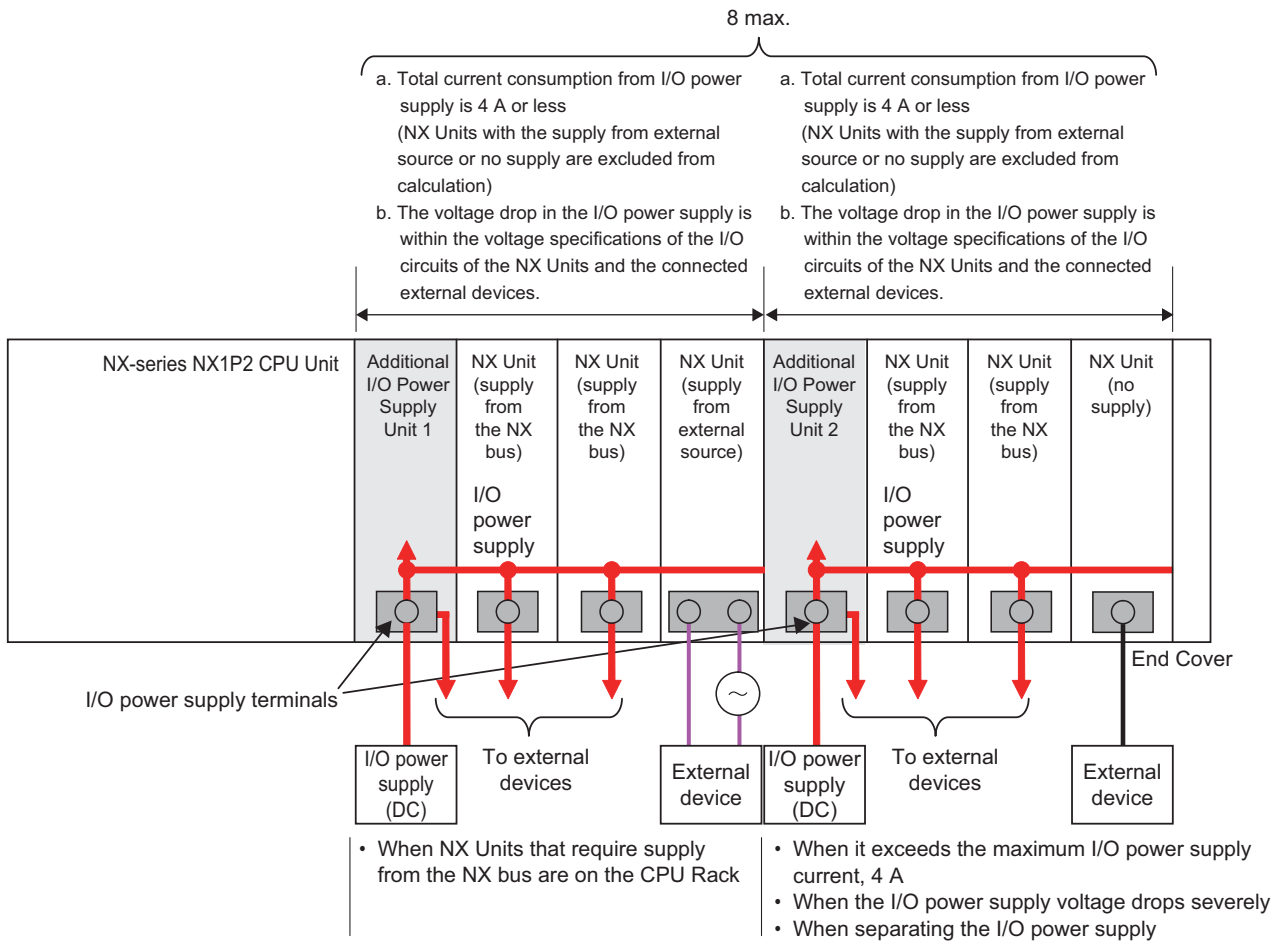 8 max.
a. Total current consumption from I/O power
supply is 4 A or less
(NX Units with the supply from external
source or no supply are excluded from
calculation)
b. The voltage drop in the I/O power supply is
within the voltage specifications of the I/O
circuits of the NX Units and the connected
external devices.
a. Total current consumption from I/O power
supply is 4 A or less
(NX Units with the supply from external
source or no supply are excluded from
calculation)
b. The voltage drop in the I/O power supply is
within the voltage specifications of the I/O
circuits of the NX Units and the connected
external devices.
NX-series NX1P2 CPU Unit
Additional
I/O Power
Supply
Unit 1
NX Unit
(supply
from
the NX
bus)
NX Unit
(supply
from
the NX
bus)
NX Unit
(supply
from
external
source)
Additional
I/O Power
Supply
Unit 2
NX Unit
(supply
from
the NX
bus)
NX Unit
(supply
from
the NX
bus)
NX Unit
(no
supply)
I/O
power
supply
I/O
power
supply
End Cover
I/O power supply terminals
I/O power
supply
(DC)
To external
devices
External
device
I/O power
supply
(DC)
To external
devices
External
device
• When NX Units that require supply
from the NX bus are on the CPU Rack
• When it exceeds the maximum I/O power supply
current, 4 A
• When the I/O power supply voltage drops severely
• When separating the I/O power supply